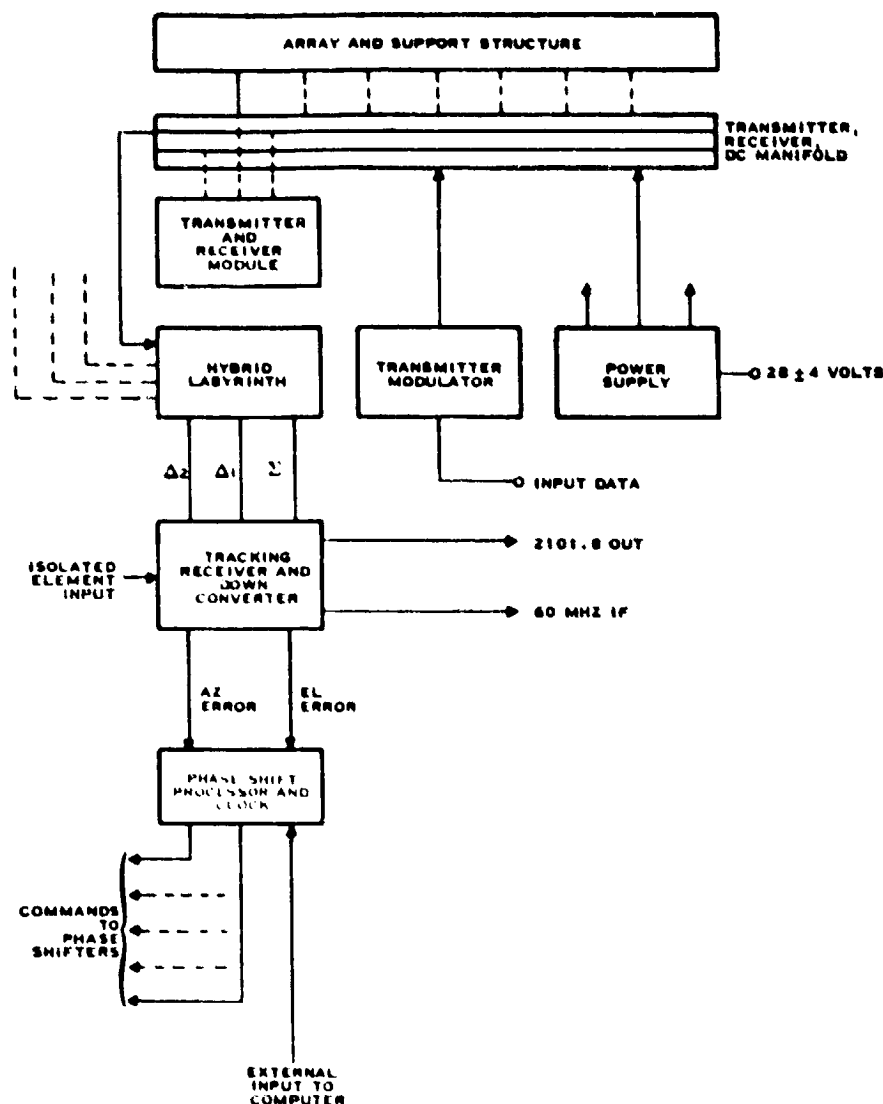 ARRAY AND SUPPORT STRUCTURE
TRANSMITTER,
RECEIVER,
DC MANIFOLD
TRANSMITTER
AND
RECEIVER
MODULE
HYBRID
LABYRINTH
TRANSMITTER
MODULATOR
POWER
SUPPLY
28 ± 4 VOLTS
Δ2 Δ1 Σ
INPUT DATA
ISOLATED
ELEMENT
INPUT
TRACKING
RECEIVER AND
DOWN
CONVERTER
2101.8 OUT
60 MHZ IF
AZ
ERROR
EL
ERROR
PHASE SHIFT
PROCESSOR AND
CLOCK
COMMANDS
TO
PHASE
SHIFTERS
EXTERNAL
INPUT TO
COMPUTER